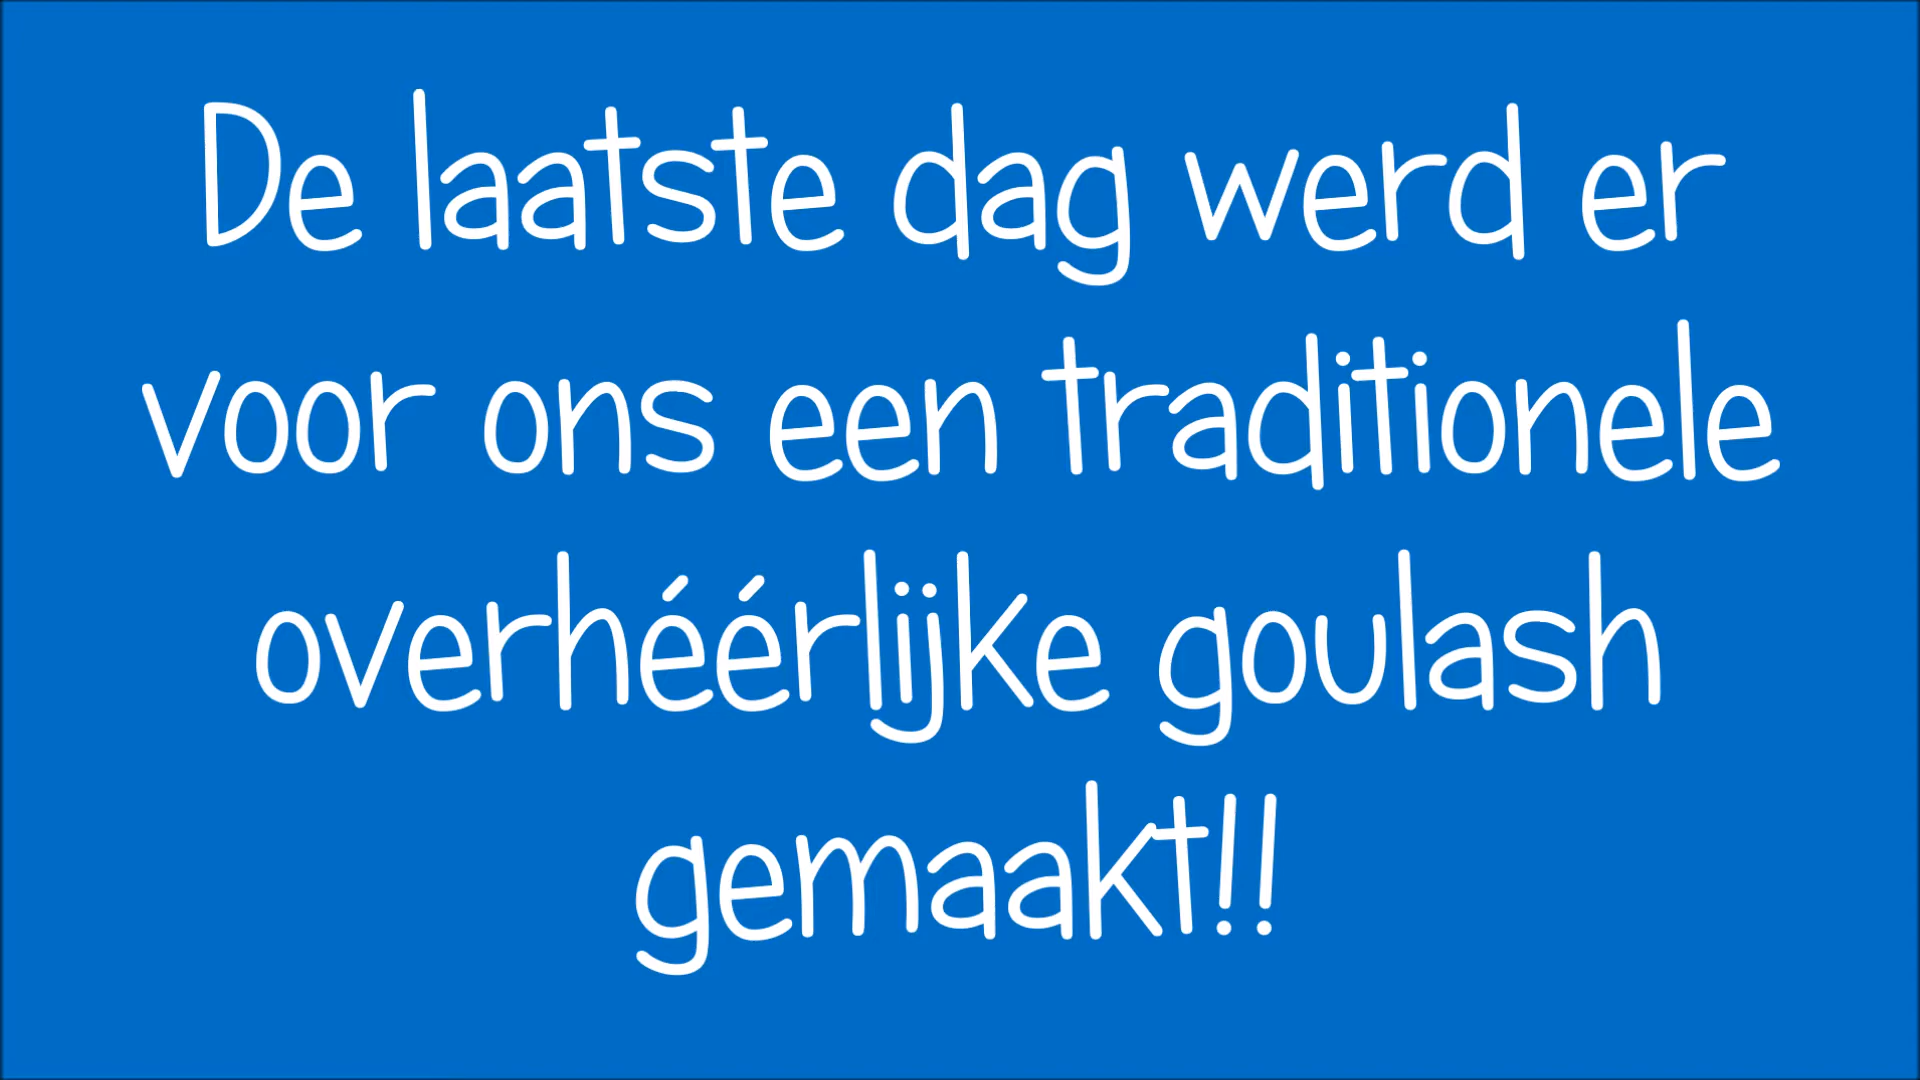 De laatste dag werd er
voor ons een traditionele
overhéérlijke goulash
gemaakt!!